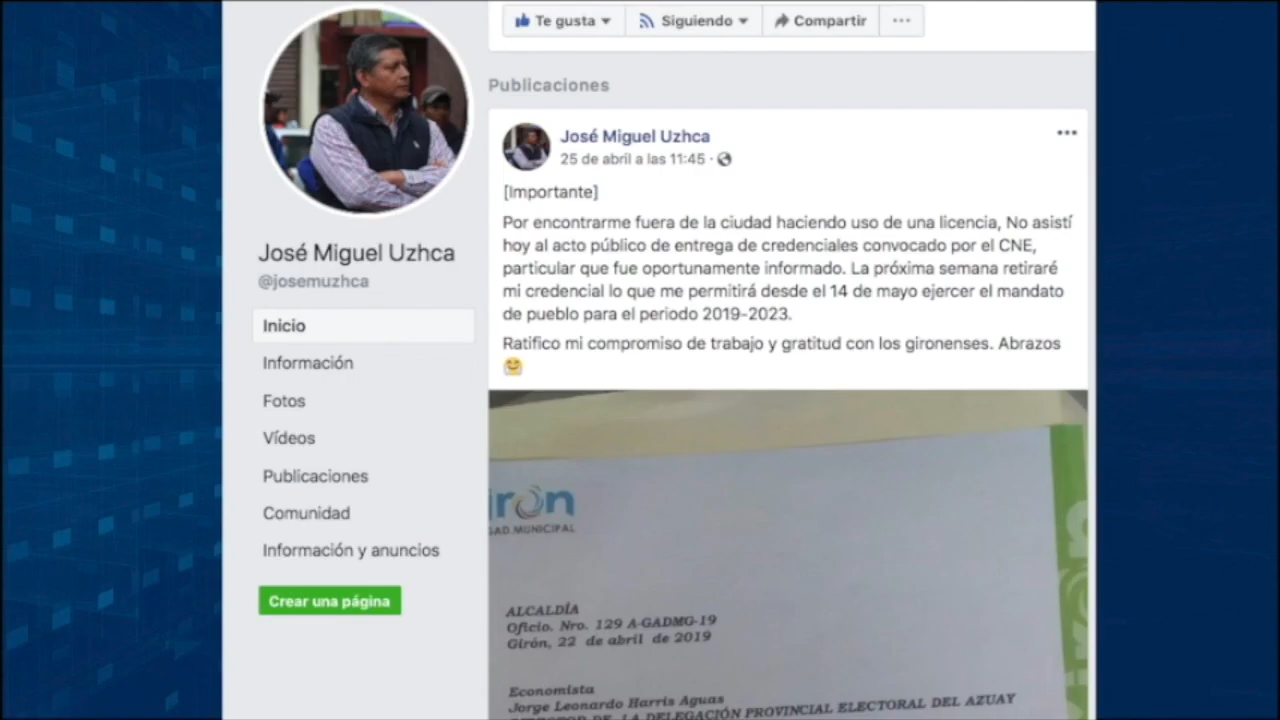 Te gusta
Siguiendo
Compartir
Publicaciones
José Miguel Uzhca
25 de abril a las 11:45 ·
[Importante]
Por encontrarme fuera de la ciudad haciendo uso de una licencia, No asistí
hoy al acto público de entrega de credenciales convocado por el CNE,
particular que fue oportunamente informado. La próxima semana retiraré
mi credencial lo que me permitirá desde el 14 de mayo ejercer el mandato
de pueblo para el periodo 2019-2023.
Ratifico mi compromiso de trabajo y gratitud con los gironenses. Abrazos
José Miguel Uzhca
@josemuzhca
Inicio
Información
Fotos
Vídeos
Publicaciones
Comunidad
Información y anuncios
Crear una página
irón
GAD.MUNICIPAL
ALCALDÍA
Oficio. Nro. 129 A-GADMG-19
Girón, 22 de abril de 2019
Economista
Jorge Leonardo Harris Aguas
DIRECTOR DE LA DELEGACIÓN PROVINCIAL ELECTORAL DEL AZUAY